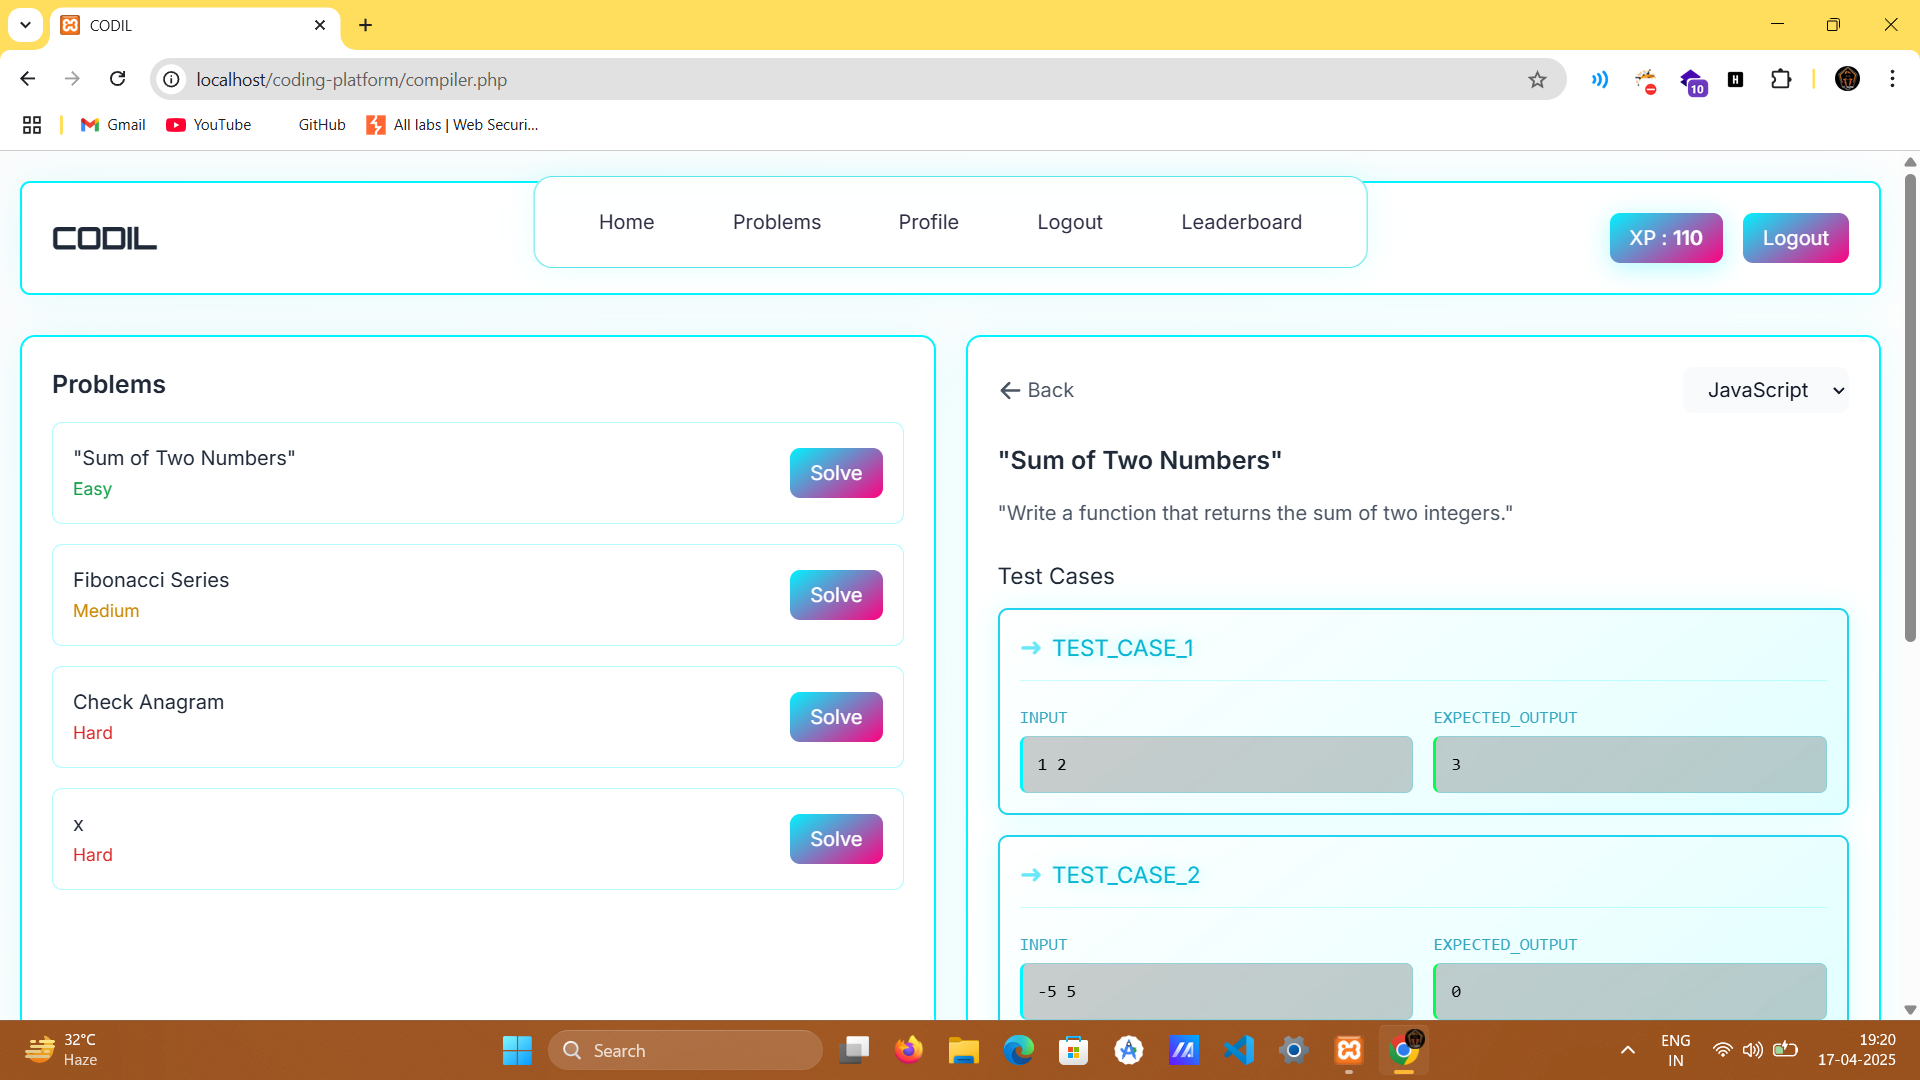 CODIL
localhost/coding-platform/compiler.php
10
H
Gmail
YouTube
GitHub
All labs | Web Securi...
CODIL
Home
Problems
Profile
Logout
Leaderboard
XP : 110
Logout
Problems
"Sum of Two Numbers"
Easy
Solve
Fibonacci Series
Medium
Solve
Check Anagram
Hard
Solve
x
Hard
Solve
Back
JavaScript
"Sum of Two Numbers"
"Write a function that returns the sum of two integers."
Test Cases
TEST_CASE_1
INPUT
EXPECTED_OUTPUT
1 2
3
TEST_CASE_2
INPUT
EXPECTED_OUTPUT
-5 5
0
32°C
Haze
Search
ENG
IN
19:20
17-04-2025